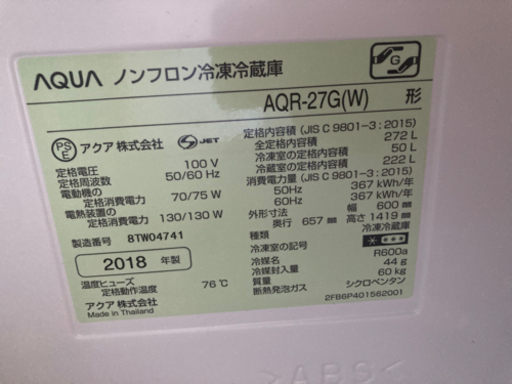 AQUA ノンフロン冷凍冷蔵庫
AQR-27G(W) 形
G
PS
E
アクア株式会社
S JET
定格電圧 100 V
定格周波数 50/60 Hz
電動機の
定格消費電力 70/75 W
電熱装置の
定格消費電力 130/130 W
製造番号 8TW04741
2018 年製
温度ヒューズ
定格動作温度 76℃
アクア株式会社
Made in Thailand
定格内容積 (JIS C 9801-3 : 2015)
全定格内容積 272 L
冷凍室の定格内容積 50 L
冷蔵室の定格内容積 222 L
消費電力量 (JIS C 9801-3 : 2015)
50Hz 367 kWh/年
60Hz 367 kWh/年
外形寸法 幅 600 mm
奥行 657 mm 高さ 1419 mm
種類 冷凍冷蔵庫
冷凍室の記号
冷媒名 R600a
冷媒封入量 44 g
質量 60 kg
断熱発泡ガス シクロペンタン
2FB6P401562001
>ABS<